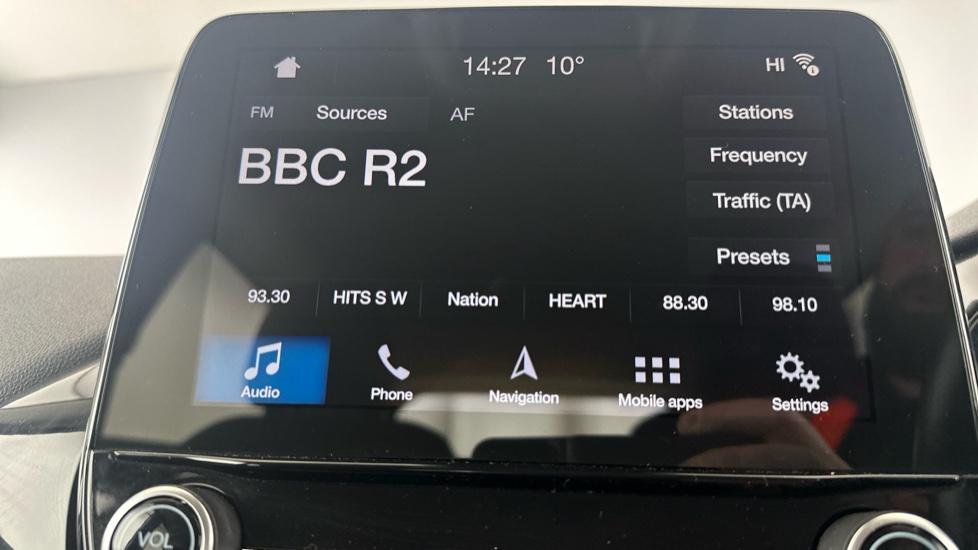 14:27 10° HI
FM Sources AF Stations
BBC R2
Frequency
Traffic (TA)
Presets
93.30 HITS S W Nation HEART 88.30 98.10
Audio Phone Navigation Mobile apps Settings
VOL